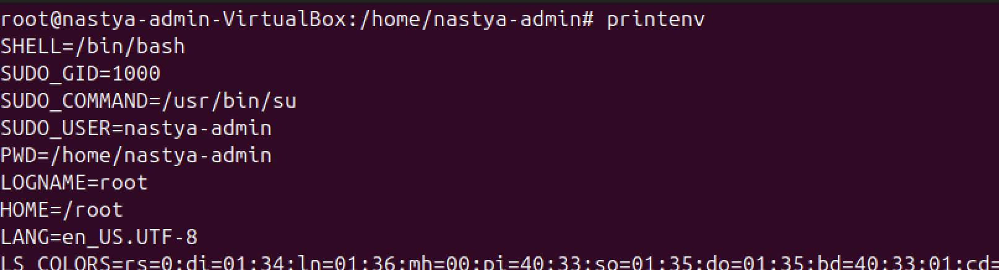 root@nastya-admin-VirtualBox:/home/nastya-admin# printenv
SHELL=/bin/bash
SUDO_GID=1000
SUDO_COMMAND=/usr/bin/su
SUDO_USER=nastya-admin
PWD=/home/nastya-admin
LOGNAME=root
HOME=/root
LANG=en_US.UTF-8
LS_COLORS=rs=0:di=01;34:ln=01;36:mh=00:pi=40;33:so=01;35:do=01;35:bd=40;33;01:cd=